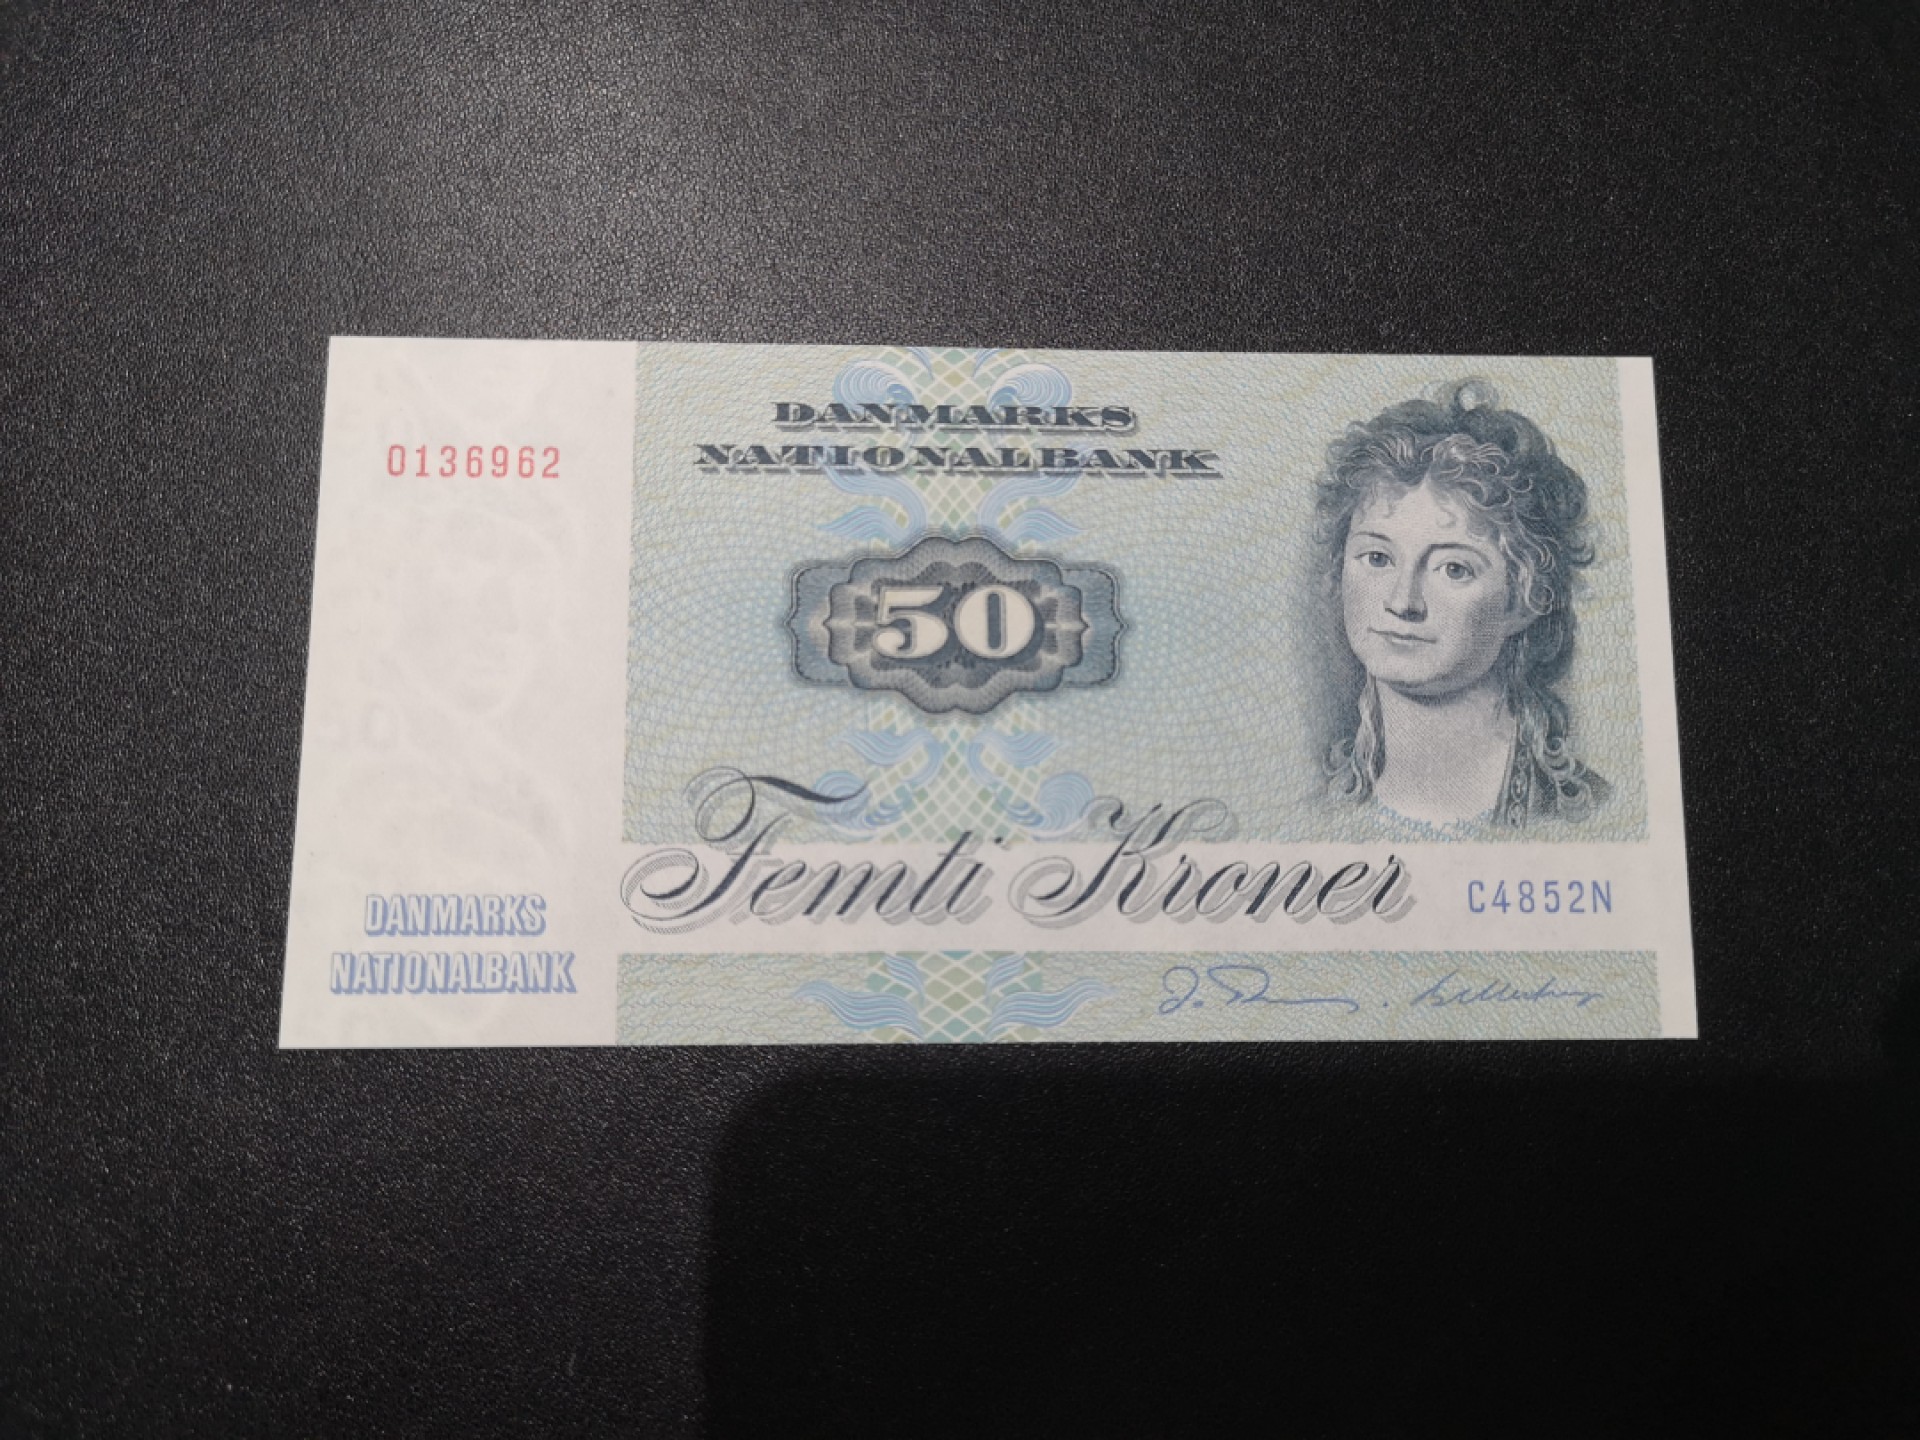 DANMARKS
NATIONALBANK
0136962
50
Femti Kroner
C4852N
DANMARKS
NATIONALBANK